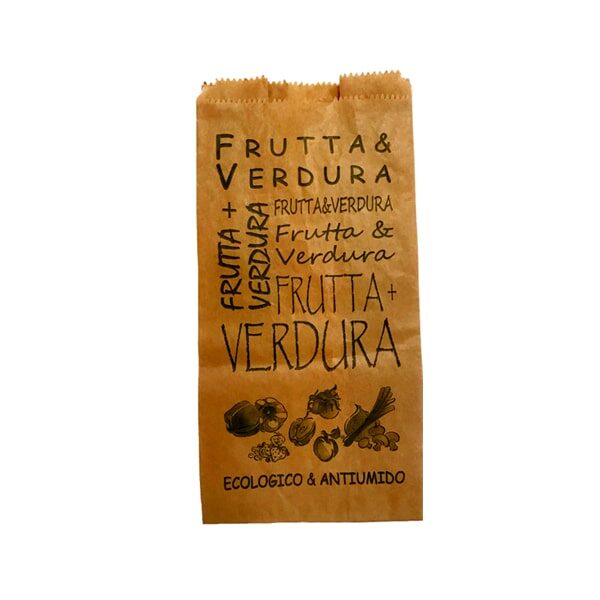 FRUTTA&
VERDURA
FRUTTA +
VERDURA
FRUTTA&VERDURA
Frutta &
Verdura
FRUTTA+
VERDURA
ECOLOGICO & ANTIUMIDO